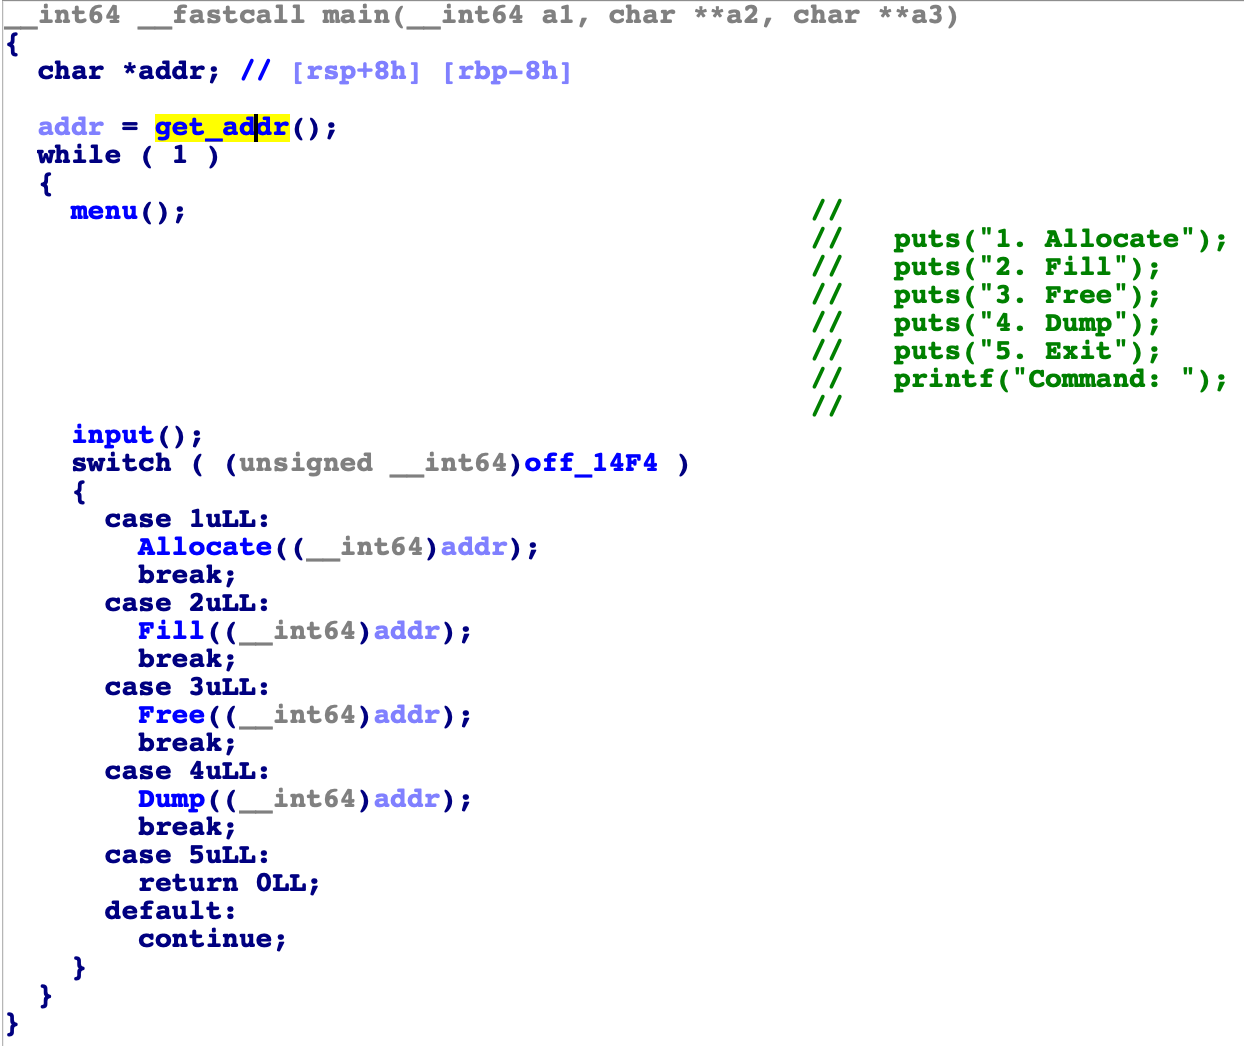 __int64 __fastcall main(__int64 a1, char **a2, char **a3)
{
  char *addr; // [rsp+8h] [rbp-8h]

  addr = get_addr();
  while ( 1 )
  {
    menu();                                     //
                                                //   puts("1. Allocate");
                                                //   puts("2. Fill");
                                                //   puts("3. Free");
                                                //   puts("4. Dump");
                                                //   puts("5. Exit");
                                                //   printf("Command: ");
                                                //
    input();
    switch ( (unsigned __int64)off_14F4 )
    {
      case 1uLL:
        Allocate((__int64)addr);
        break;
      case 2uLL:
        Fill((__int64)addr);
        break;
      case 3uLL:
        Free((__int64)addr);
        break;
      case 4uLL:
        Dump((__int64)addr);
        break;
      case 5uLL:
        return 0LL;
      default:
        continue;
    }
  }
}